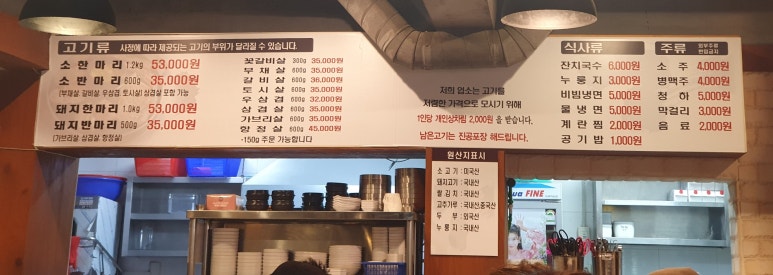 고기류 사정에 따라 제공되는 고기의 부위가 달라질 수 있습니다.
소한마리 1.2kg 53,000원
소반마리 600g 35,000원
(부채살, 갈비살, 우삼겹, 토시살) 삼겹살 포함 가능
돼지한마리 1.0kg 53,000원
돼지반마리 500g 35,000원
(가브리살, 삼겹살, 항정살)
꽃갈비살 300g 35,000원
부채살 600g 35,000원
갈비살 600g 36,000원
토시살 600g 35,000원
우삼겹 600g 32,000원
삼겹살 600g 35,000원
가브리살 600g 35,000원
항정살 600g 45,000원
-150g 주문 가능합니다
저희 업소는 고기를
저렴한 가격으로 모시기 위해
1인당 개인상차림 2,000원 을 받습니다.
남은고기는 진공포장 해드립니다.
식사류
잔치국수 6,000원
누룽지 3,000원
비빔냉면 5,000원
물냉면 5,000원
계란찜 2,000원
공기밥 1,000원
주류 외부주류 반입금지
소주 4,000원
병맥주 4,000원
청하 5,000원
막걸리 3,000원
음료 2,000원
원산지표시
소고기 : 미국산
돼지고기 : 국내산
쌀김치 : 국내산
고추가루 : 국내산,중국산
두부 : 외국산
누룽지 : 국내산
ua FINE